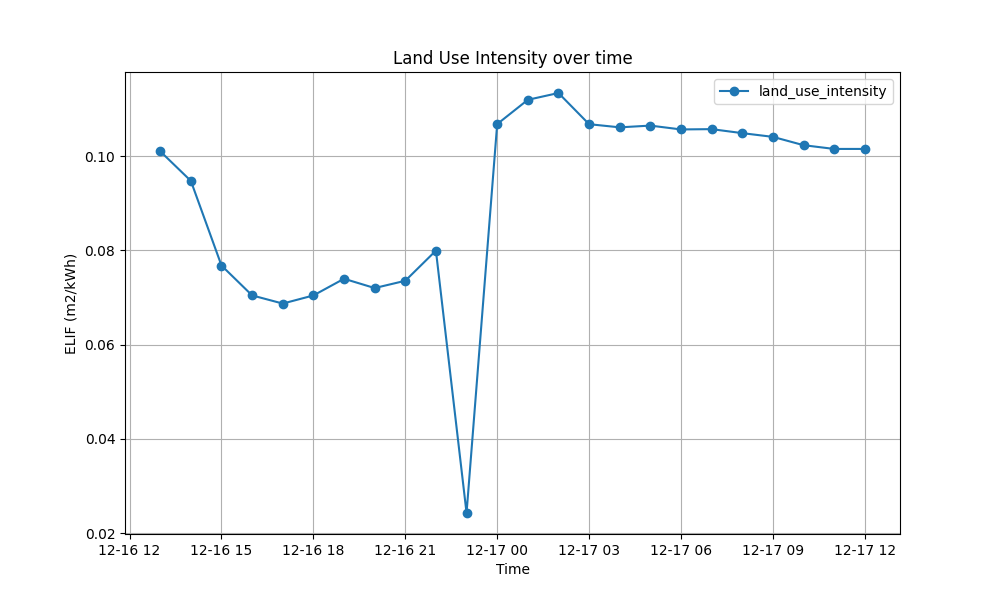 Land Use Intensity over time
land_use_intensity
ELIF (m2/kWh)
0.10
0.08
0.06
0.04
0.02
12-16 12 12-16 15 12-16 18 12-16 21 12-17 00 12-17 03 12-17 06 12-17 09 12-17 12
Time